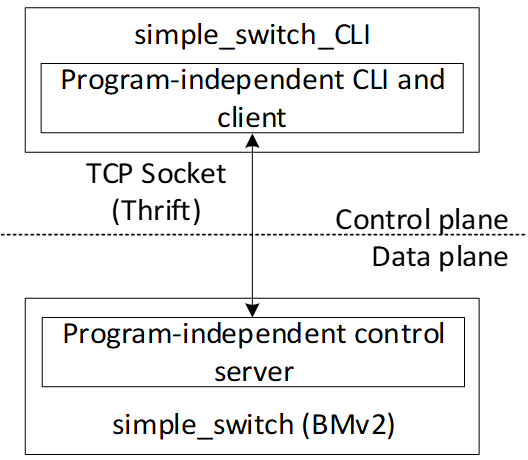 simple_switch_CLI
Program-independent CLI and
client
TCP Socket
(Thrift)
Control plane
Data plane
Program-independent control
server
simple_switch (BMv2)